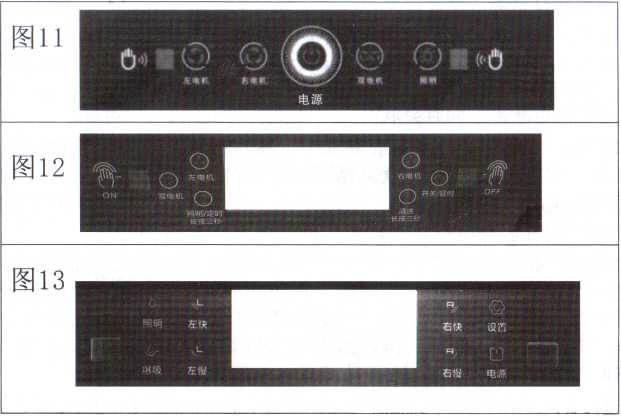 图11
左电机
右电机
双电机
照明
电源
图12
ON
双电机
左电机
照明/定时
长按三秒
右电机
清洗
长按三秒
开关/延时
OFF
图13
照明
左快
右快
设置
左慢
右慢
电源